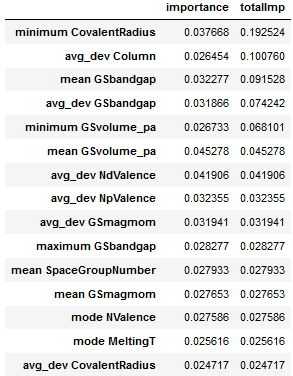 importance totalImp
minimum CovalentRadius 0.037668 0.192524
avg_dev Column 0.026454 0.100760
mean GSbandgap 0.032277 0.091528
avg_dev GSbandgap 0.031866 0.074242
minimum GSvolume_pa 0.026733 0.068101
mean GSvolume_pa 0.045278 0.045278
avg_dev NdValence 0.041906 0.041906
avg_dev NpValence 0.032355 0.032355
avg_dev GSmagmom 0.031941 0.031941
maximum GSbandgap 0.028277 0.028277
mean SpaceGroupNumber 0.027933 0.027933
mean GSmagmom 0.027653 0.027653
mode NValence 0.027586 0.027586
mode MeltingT 0.025616 0.025616
avg_dev CovalentRadius 0.024717 0.024717